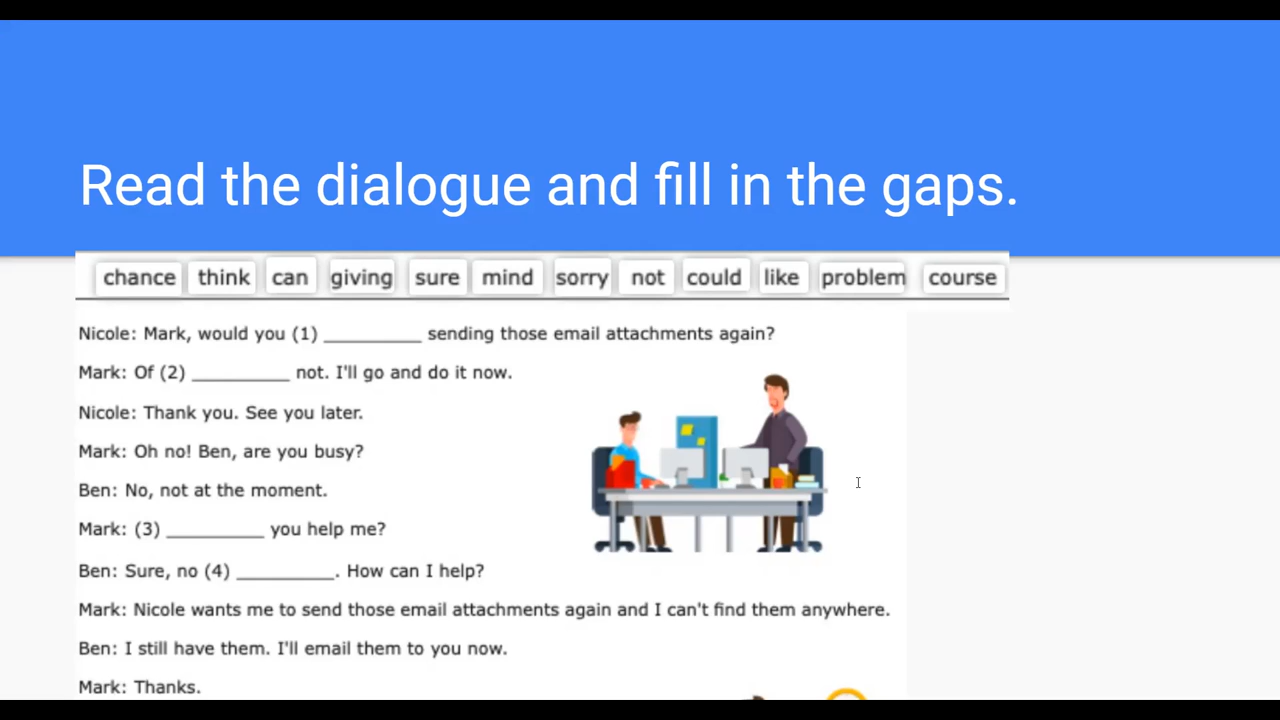 Read the dialogue and fill in the gaps.
chance think can giving sure mind sorry not could like problem course
Nicole: Mark, would you (1) __________ sending those email attachments again?
Mark: Of (2) __________ not. I'll go and do it now.
Nicole: Thank you. See you later.
Mark: Oh no! Ben, are you busy?
Ben: No, not at the moment.
Mark: (3) __________ you help me?
Ben: Sure, no (4) __________. How can I help?
Mark: Nicole wants me to send those email attachments again and I can't find them anywhere.
Ben: I still have them. I'll email them to you now.
Mark: Thanks.